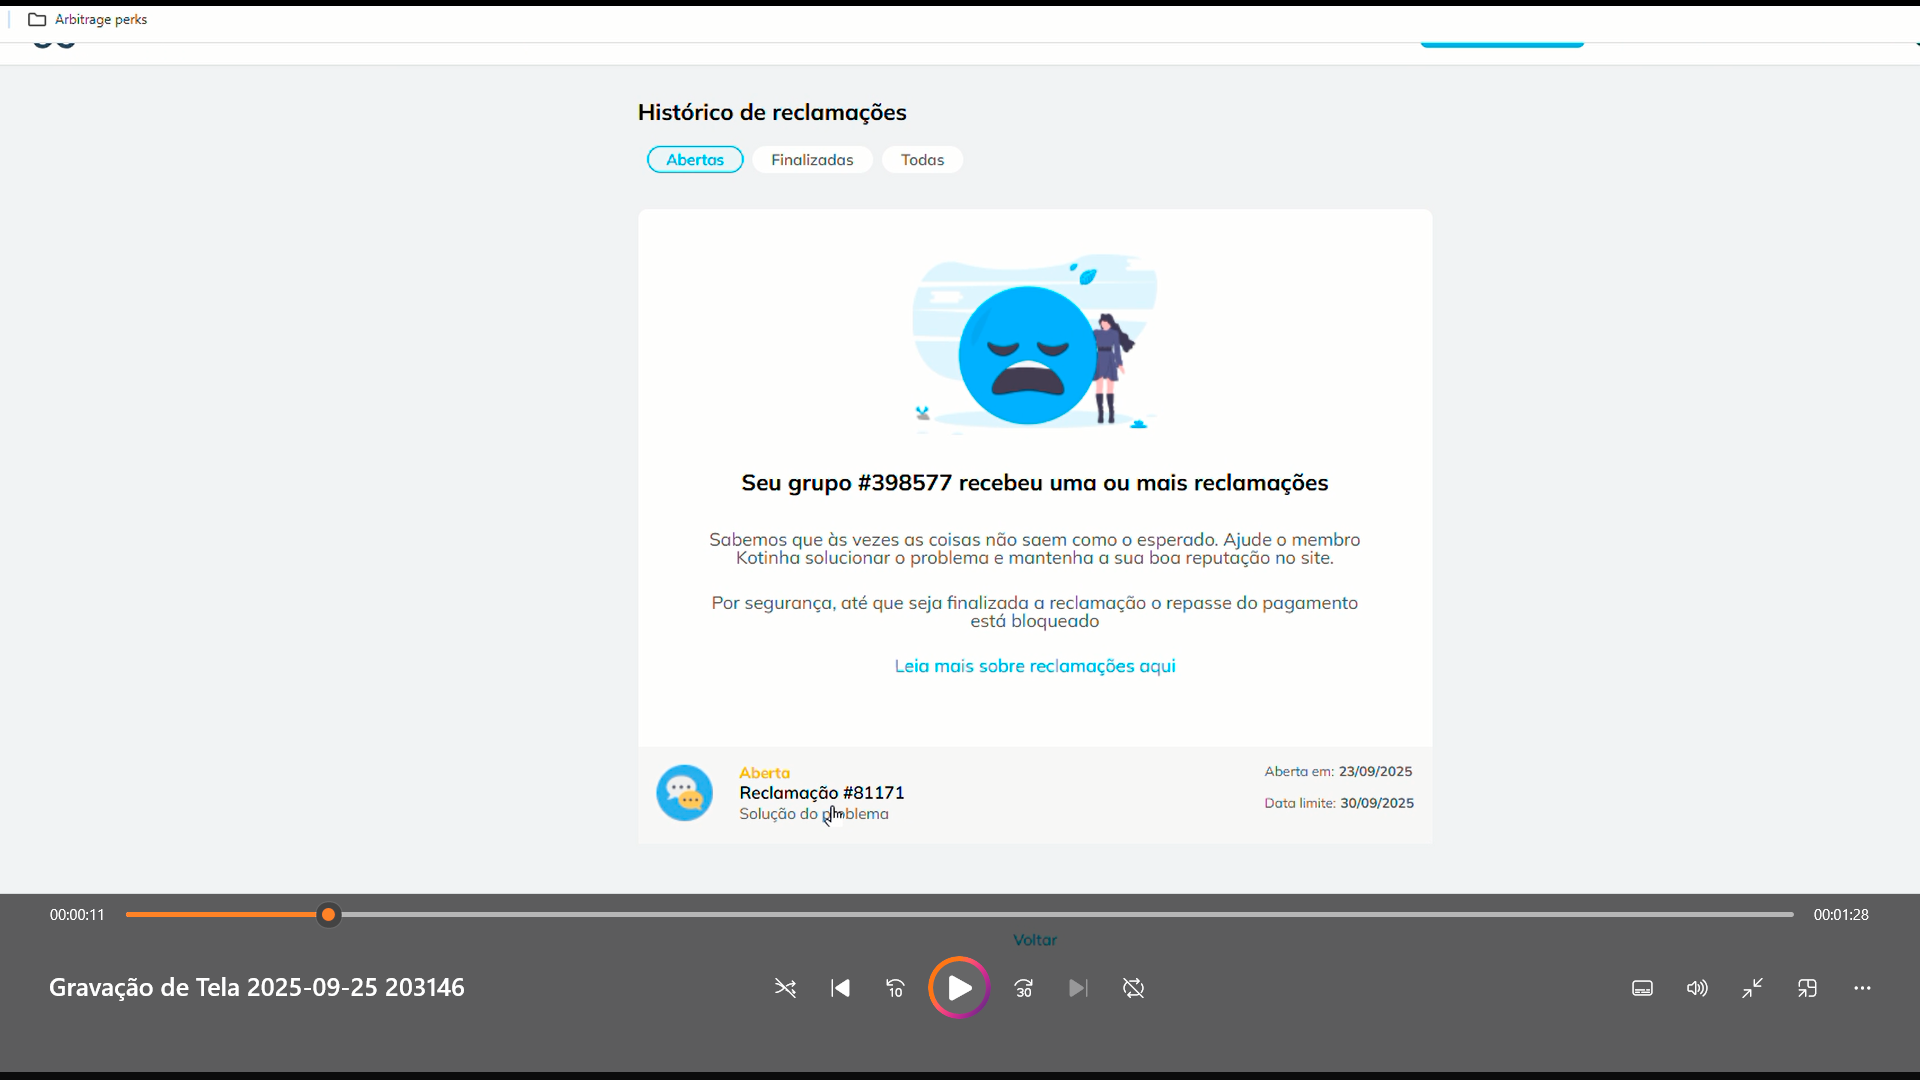 Arbitrage perks
Histórico de reclamações
Abertas
Finalizadas
Todas
Seu grupo #398577 recebeu uma ou mais reclamações
Sabemos que às vezes as coisas não saem como o esperado. Ajude o membro
Kotinha solucionar o problema e mantenha a sua boa reputação no site.
Por segurança, até que seja finalizada a reclamação o repasse do pagamento
está bloqueado
Leia mais sobre reclamações aqui
Aberta
Reclamação #81171
Solução do problema
Aberta em: 23/09/2025
Data limite: 30/09/2025
00:00:11
00:01:28
Voltar
Gravação de Tela 2025-09-25 203146
10
30